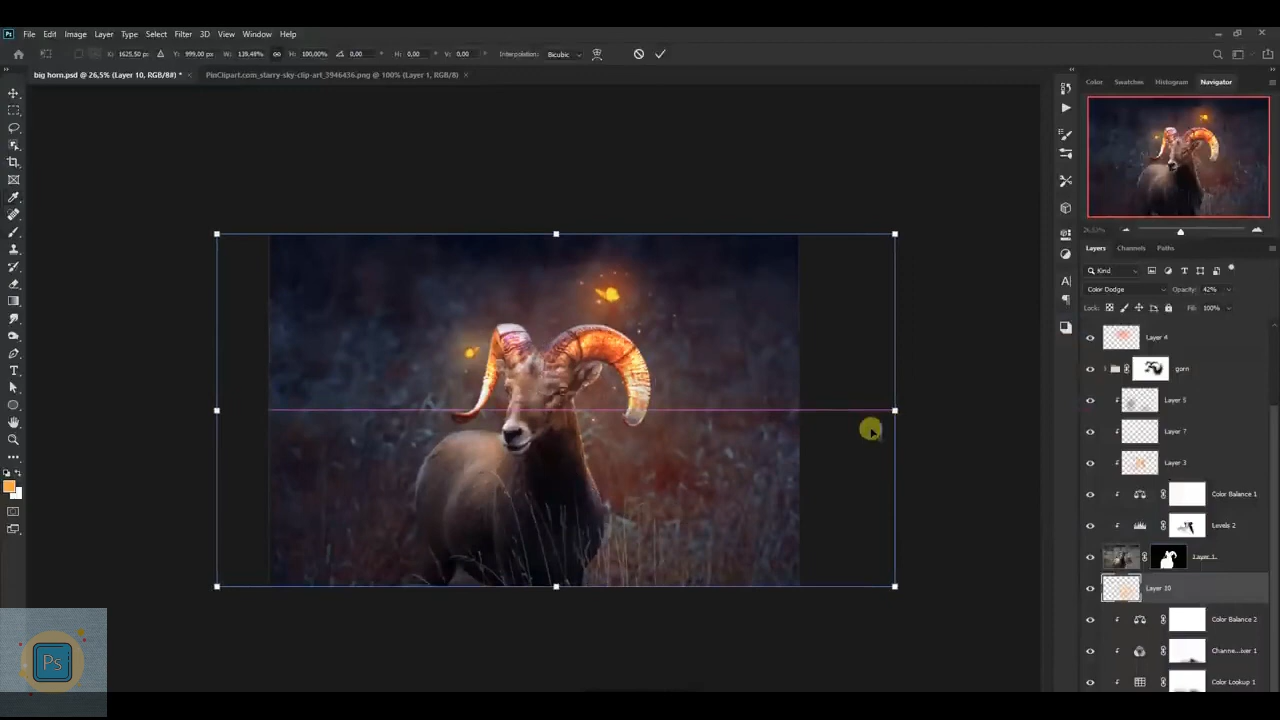 Ps File Edit Image Layer Type Select Filter 3D View Window Help
X: 1625,50 px Y: 999,00 px W: 139,48% H: 100,00% 0,00 H: 0,00 V: 0,00 Interpolation: Bicubic
big horn.psd @ 26,5% (Layer 10, RGB/8#) * × PinClipart.com_starry-sky-clip-art_3946436.png @ 100% (Layer 1, RGB/8) ×
Color Swatches Histogram Navigator
Layers Channels Paths
Kind
Color Dodge Opacity: 42%
Lock: Fill: 100%
Layer 4
gorn
Layer 5
Layer 7
Layer 3
Color Balance 1
Levels 2
Layer 1
Layer 10
Color Balance 2
Channe...ixer 1
Color Lookup 1
Ps